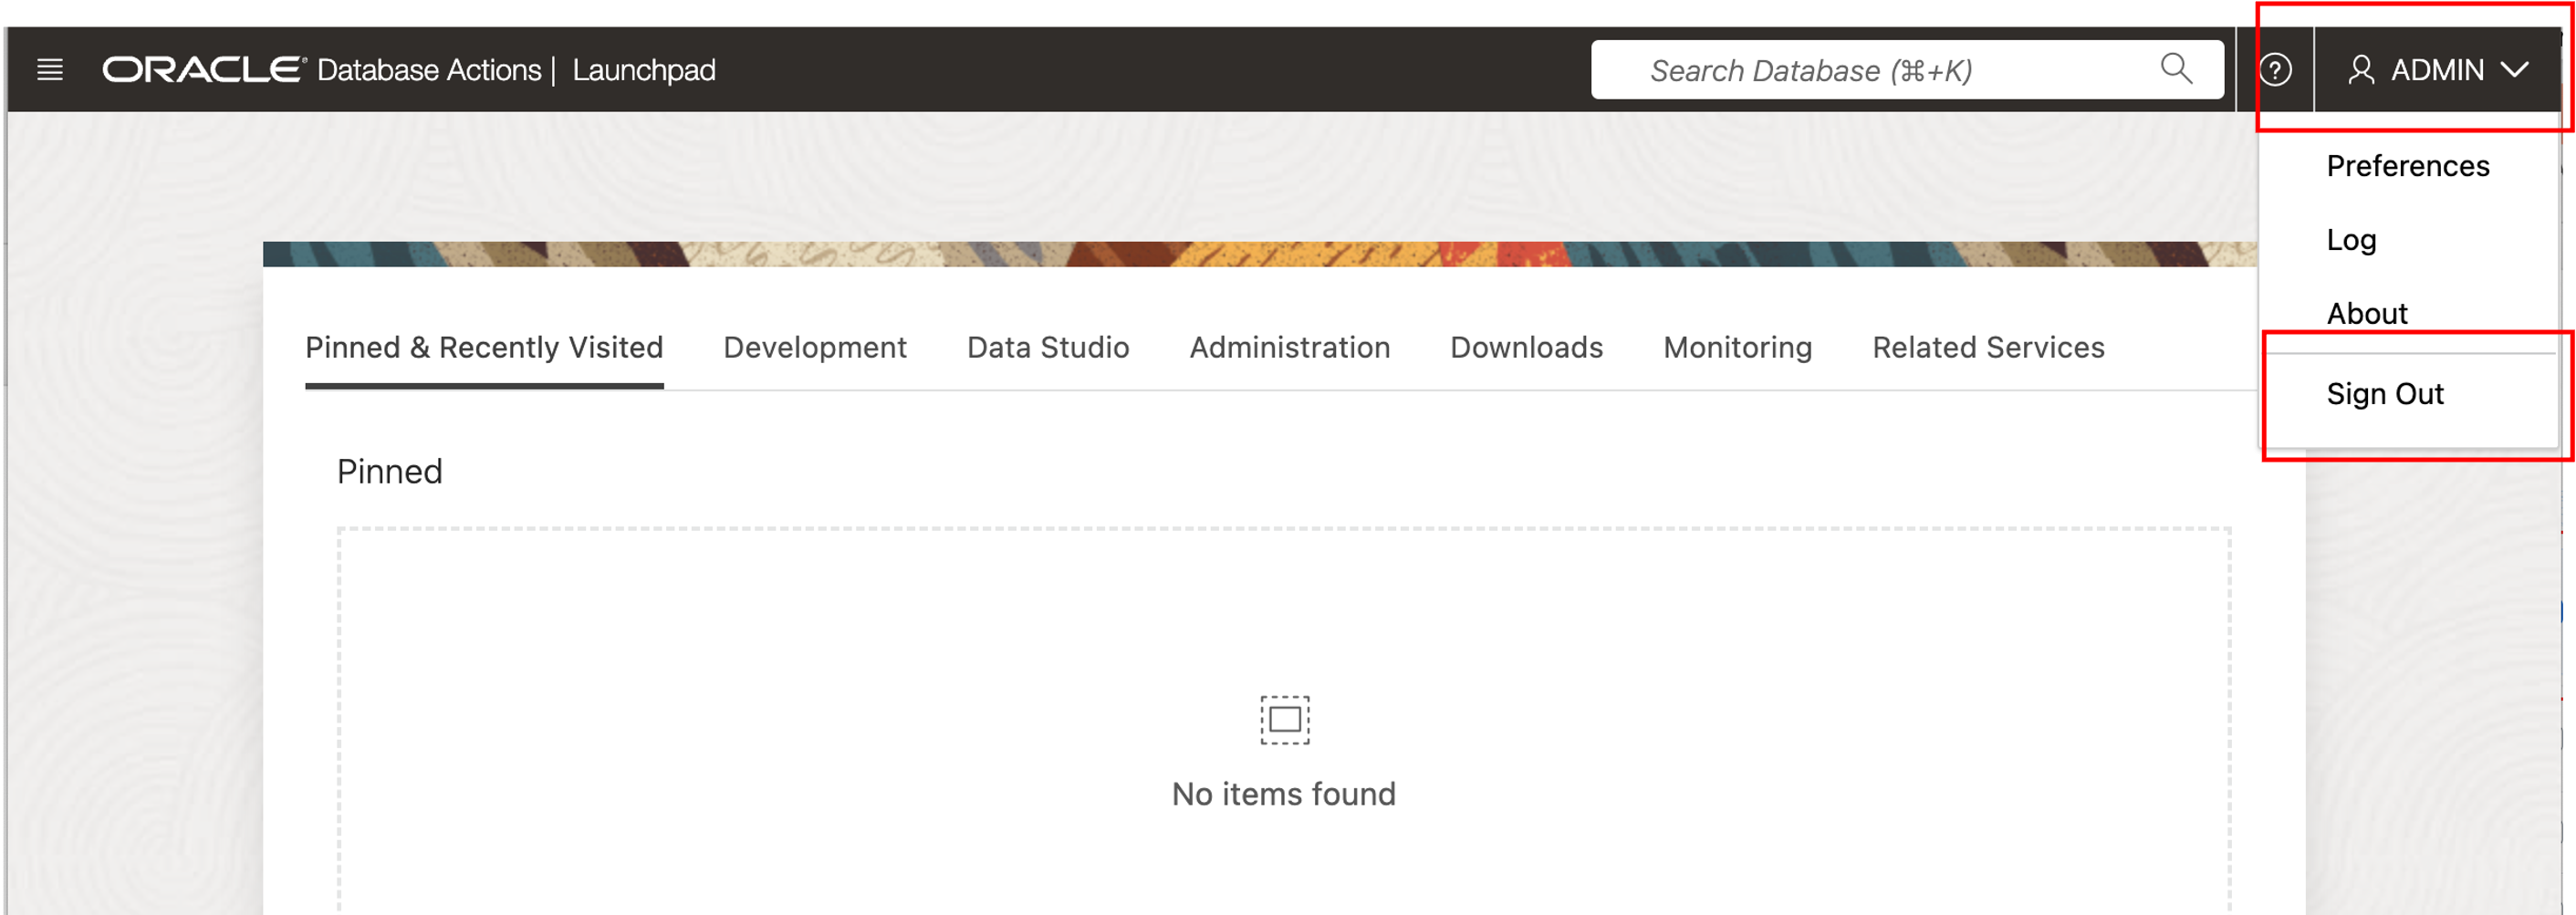 ORACLE® Database Actions | Launchpad
Search Database (⌘+K)
? ADMIN
Preferences
Log
About
Sign Out
Pinned & Recently Visited Development Data Studio Administration Downloads Monitoring Related Services
Pinned
No items found